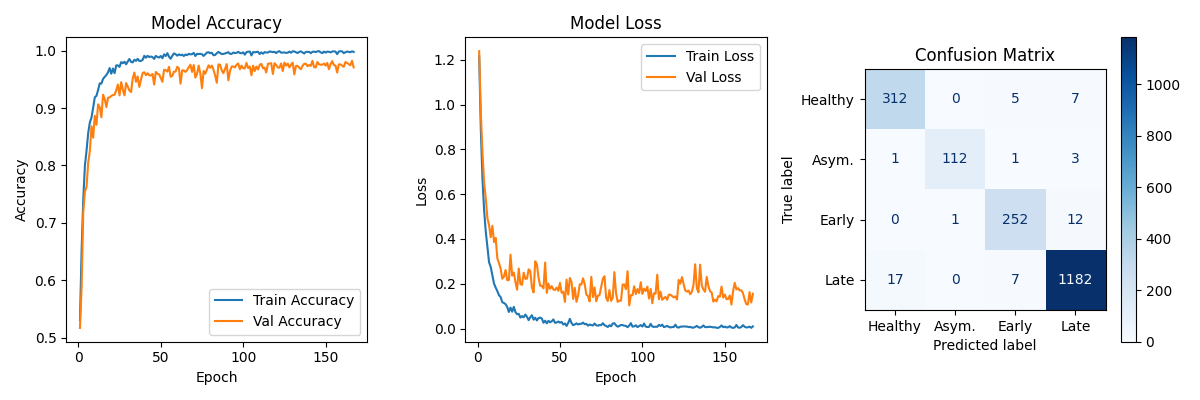 Model Accuracy
1.0
0.9
0.8
0.7
0.6
0.5
Accuracy
0 50 100 150
Epoch
Train Accuracy
Val Accuracy
Model Loss
1.2
1.0
0.8
0.6
0.4
0.2
0.0
Loss
0 50 100 150
Epoch
Train Loss
Val Loss
Confusion Matrix
True label
Healthy 312 0 5 7
Asym. 1 112 1 3
Early 0 1 252 12
Late 17 0 7 1182
Healthy Asym. Early Late
Predicted label
1000
800
600
400
200
0